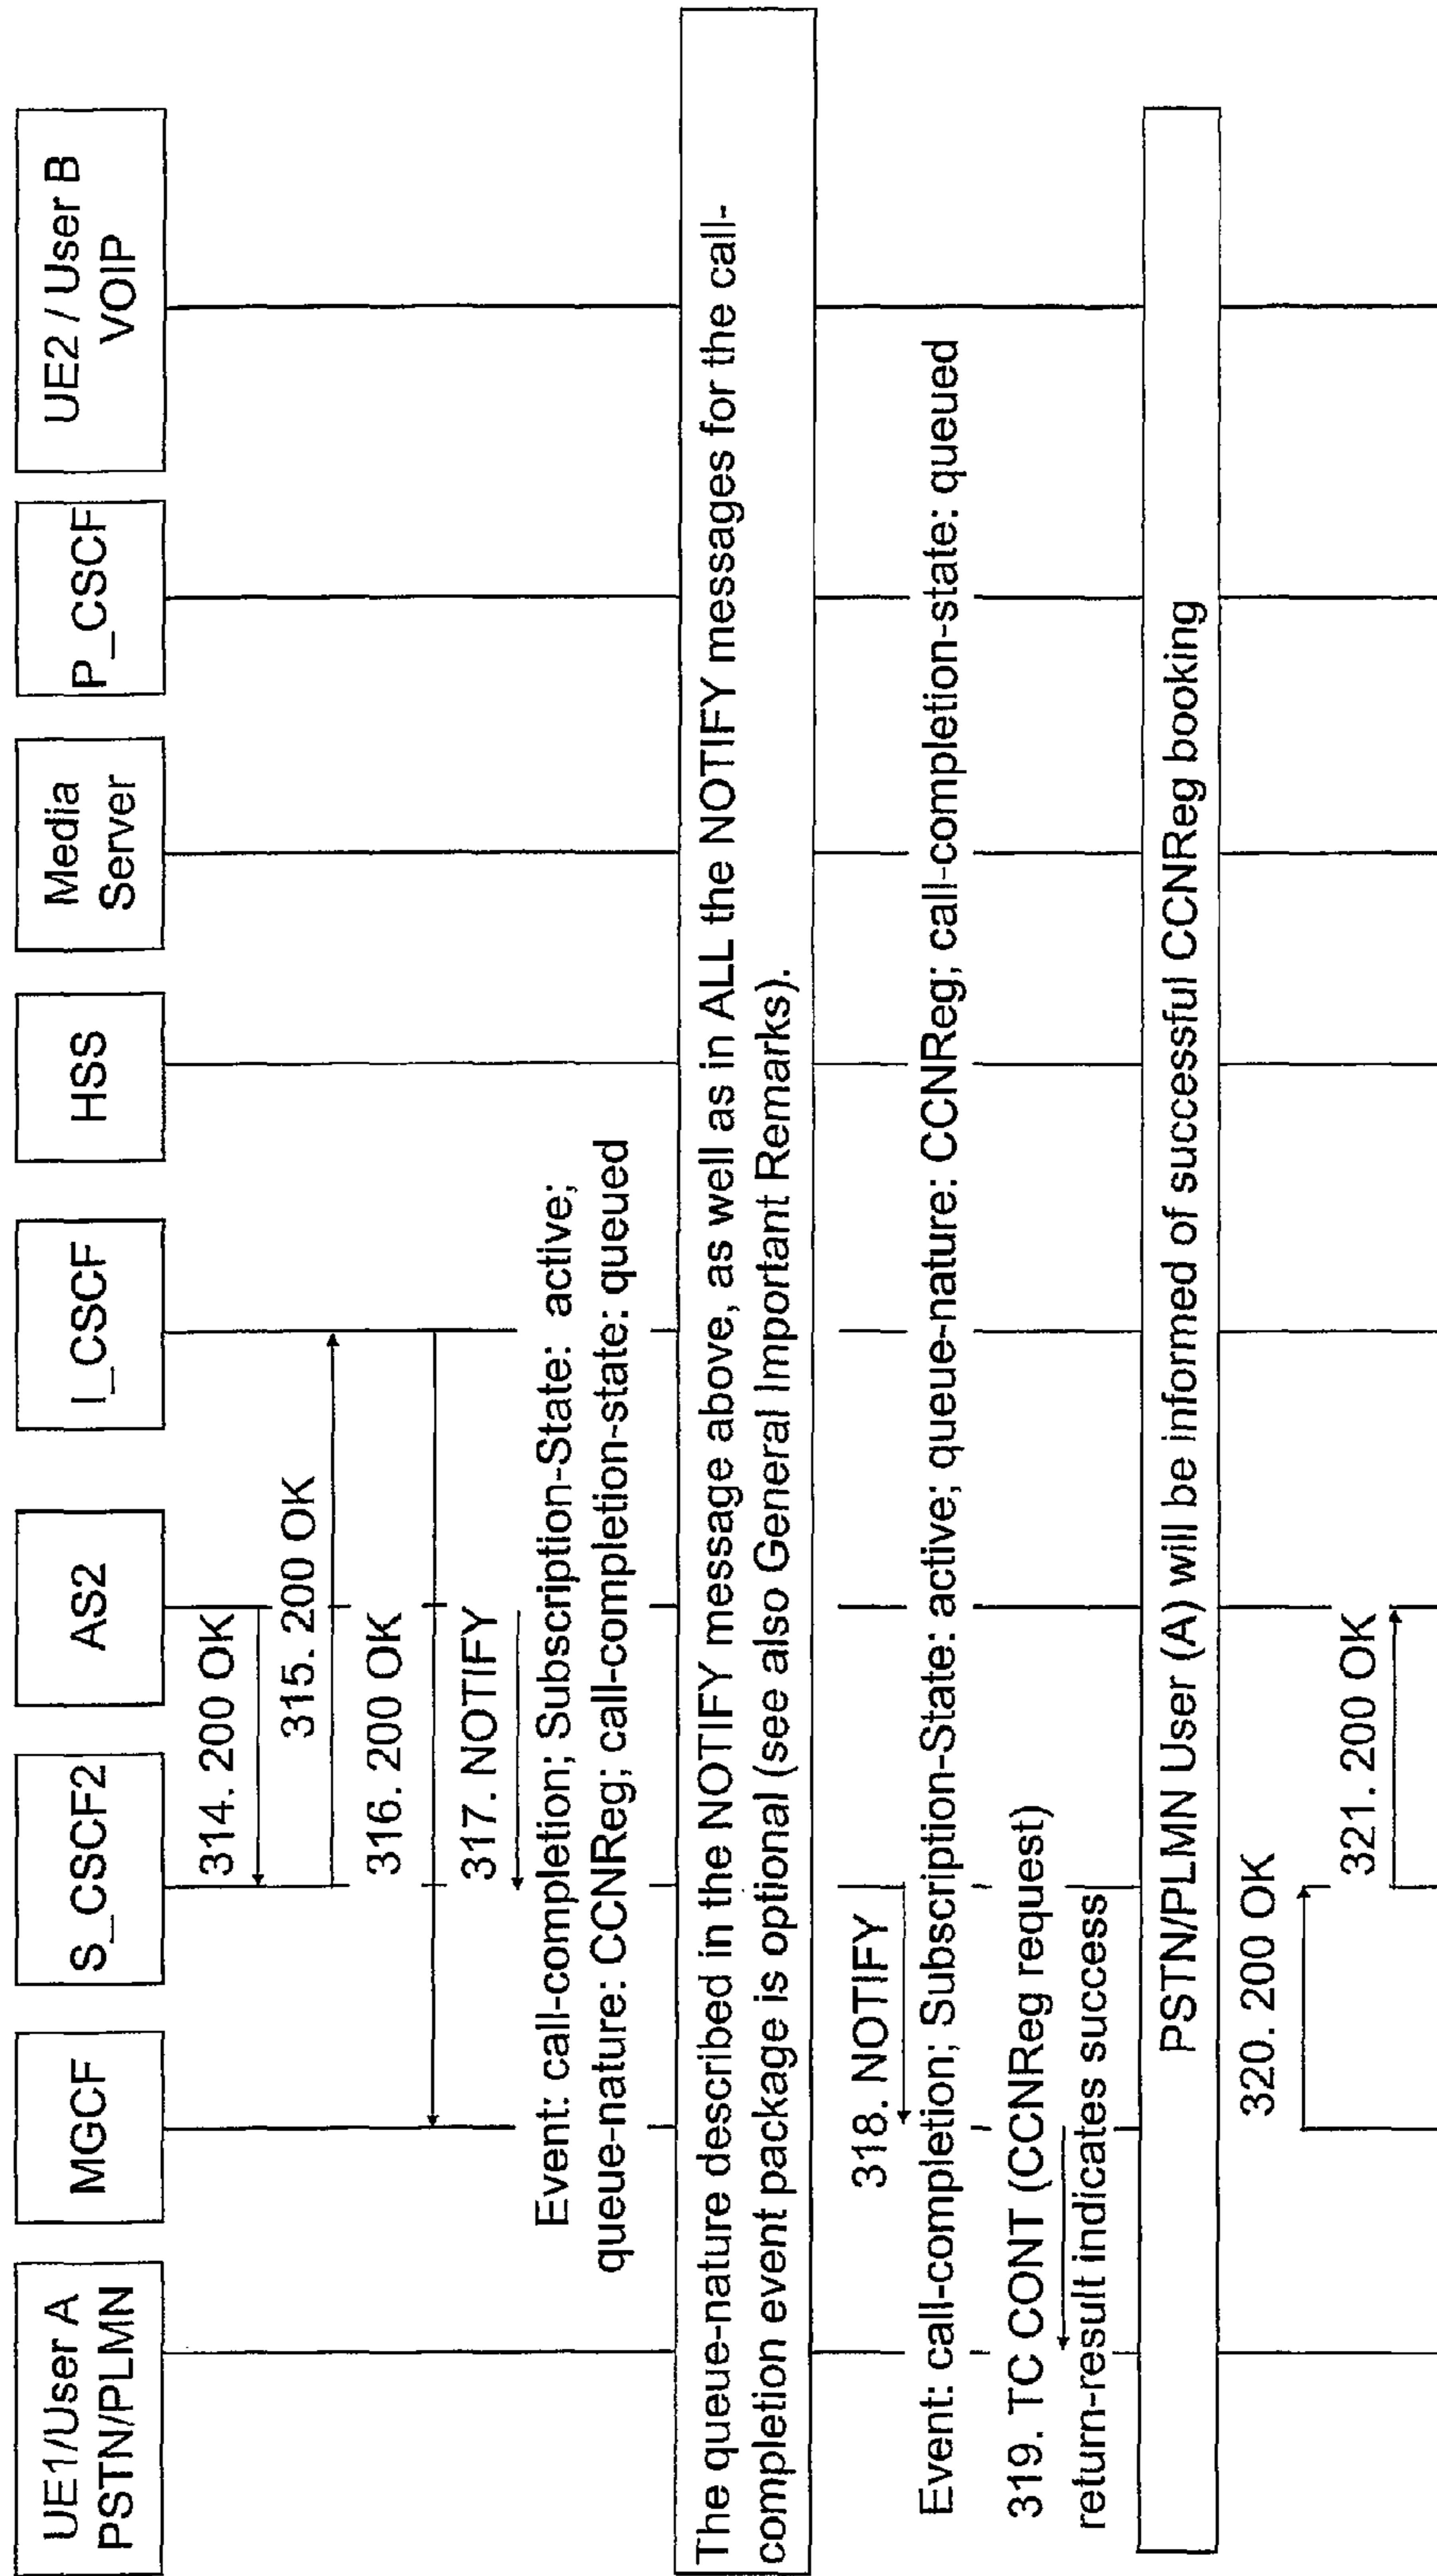 UE1/User A
PSTN/PLMN
MGCF
S_CSCF2
AS2
I_CSCF
HSS
Media
Server
P_CSCF
UE2 / User B
VOIP
314. 200 OK
315. 200 OK
316. 200 OK
317. NOTIFY
Event: call-completion; Subscription-State: active;
queue-nature: CCNReg; call-completion-state: queued
The queue-nature described in the NOTIFY message above, as well as in ALL the NOTIFY messages for the call-
completion event package is optional (see also General Important Remarks).
318. NOTIFY
Event: call-completion; Subscription-State: active; queue-nature: CCNReg; call-completion-state: queued
319. TC CONT (CCNReg request)
return-result indicates success
PSTN/PLMN User (A) will be informed of successful CCNReg booking
320. 200 OK
321. 200 OK